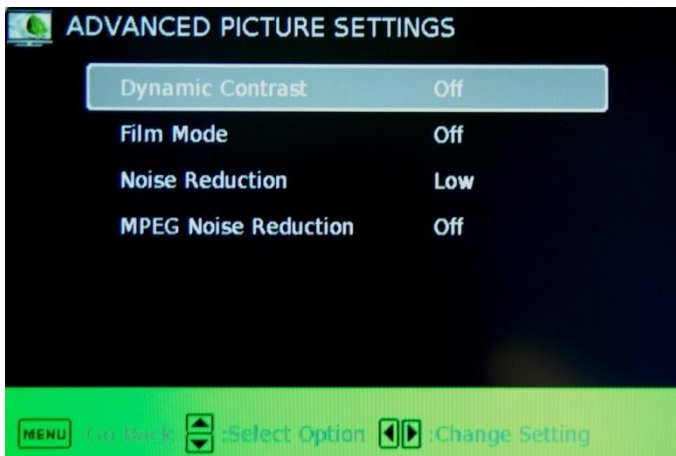 ADVANCED PICTURE SETTINGS
Dynamic Contrast Off
Film Mode Off
Noise Reduction Low
MPEG Noise Reduction Off
MENU Go Back :Select Option :Change Setting